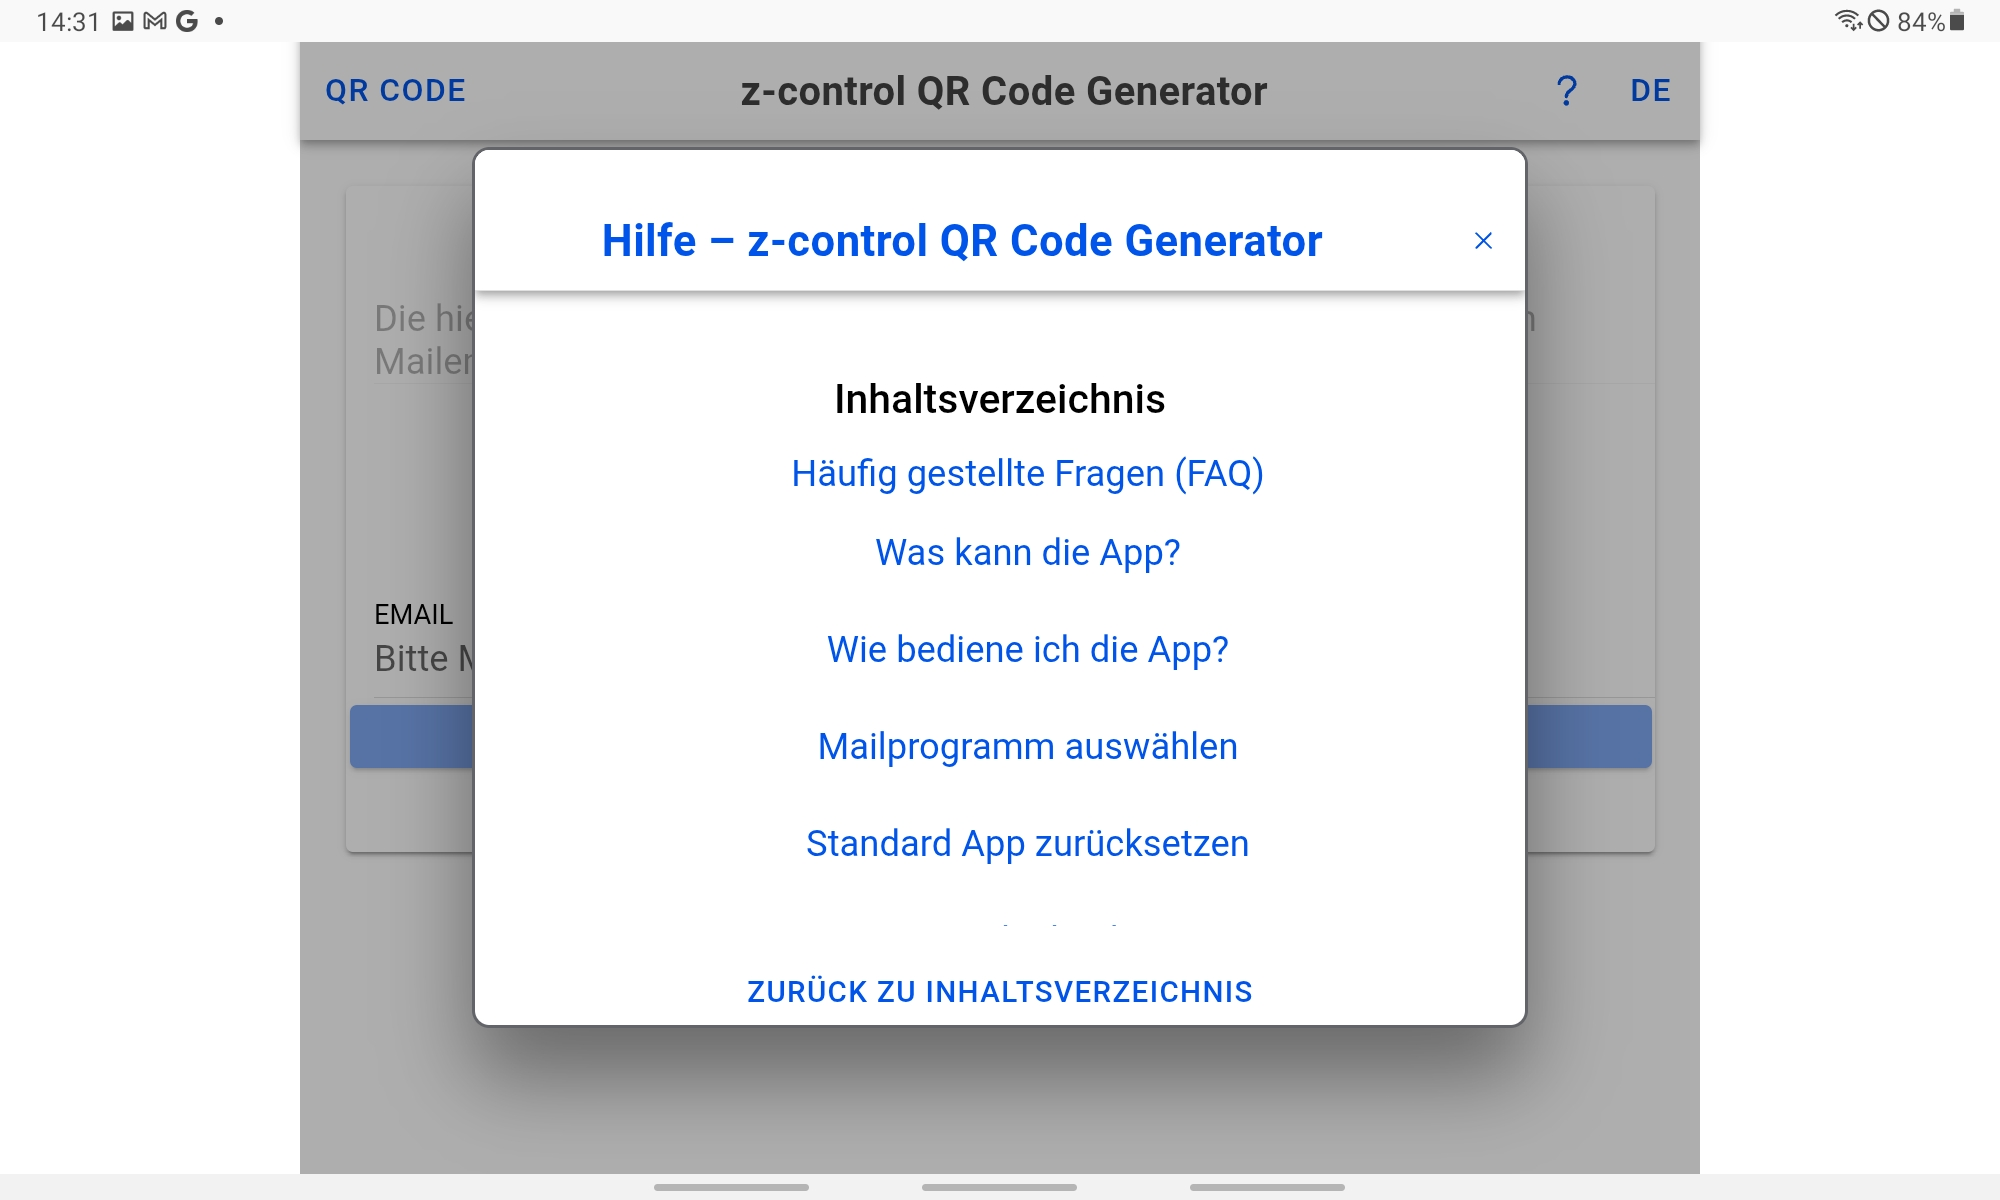 14:31
84%
QR CODE
z-control QR Code Generator
?
DE
Hilfe – z-control QR Code Generator
Die
Inhaltsverzeichnis
Häufig gestellte Fragen (FAQ)
Was kann die App?
EMAIL
Bitte
Wie bediene ich die App?
Mailprogramm auswählen
Standard App zurücksetzen
ZURÜCK ZU INHALTSVERZEICHNIS